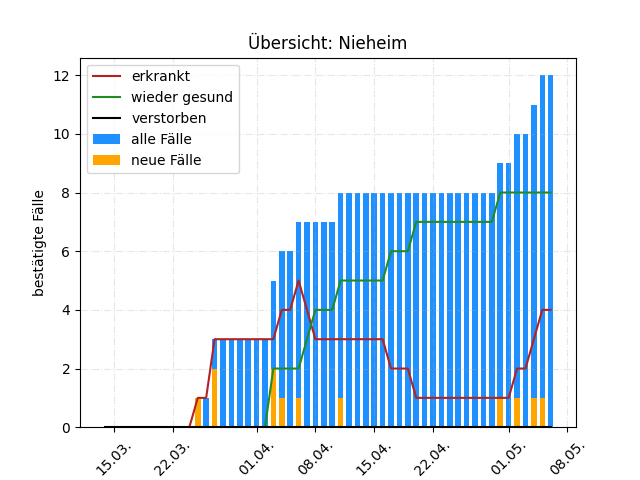 Übersicht: Nieheim
erkrankt
wieder gesund
verstorben
alle Fälle
neue Fälle
bestätigte Fälle
12
10
8
6
4
2
0
15.03.
22.03.
01.04.
08.04.
15.04.
22.04.
01.05.
08.05.